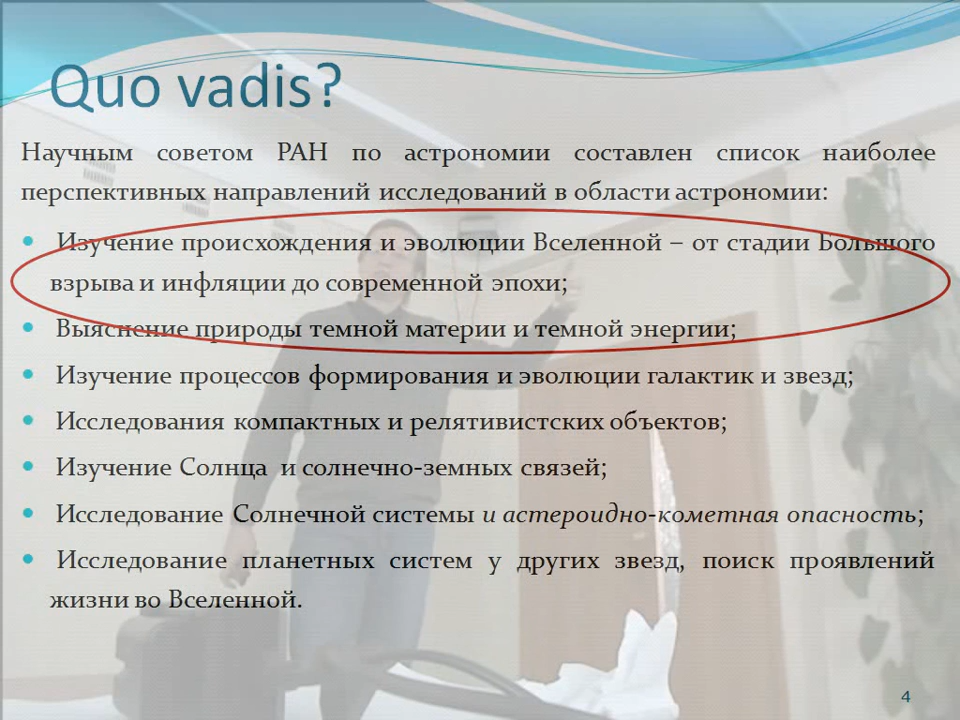 Quo vadis?
Научным советом РАН по астрономии составлен список наиболее
перспективных направлений исследований в области астрономии:
Изучение происхождения и эволюции Вселенной – от стадии Большого
взрыва и инфляции до современной эпохи;
Выяснение природы темной материи и темной энергии;
Изучение процессов формирования и эволюции галактик и звезд;
Исследования компактных и релятивистских объектов;
Изучение Солнца и солнечно-земных связей;
Исследование Солнечной системы и астероидно-кометная опасность;
Исследование планетных систем у других звезд, поиск проявлений
жизни во Вселенной.
4